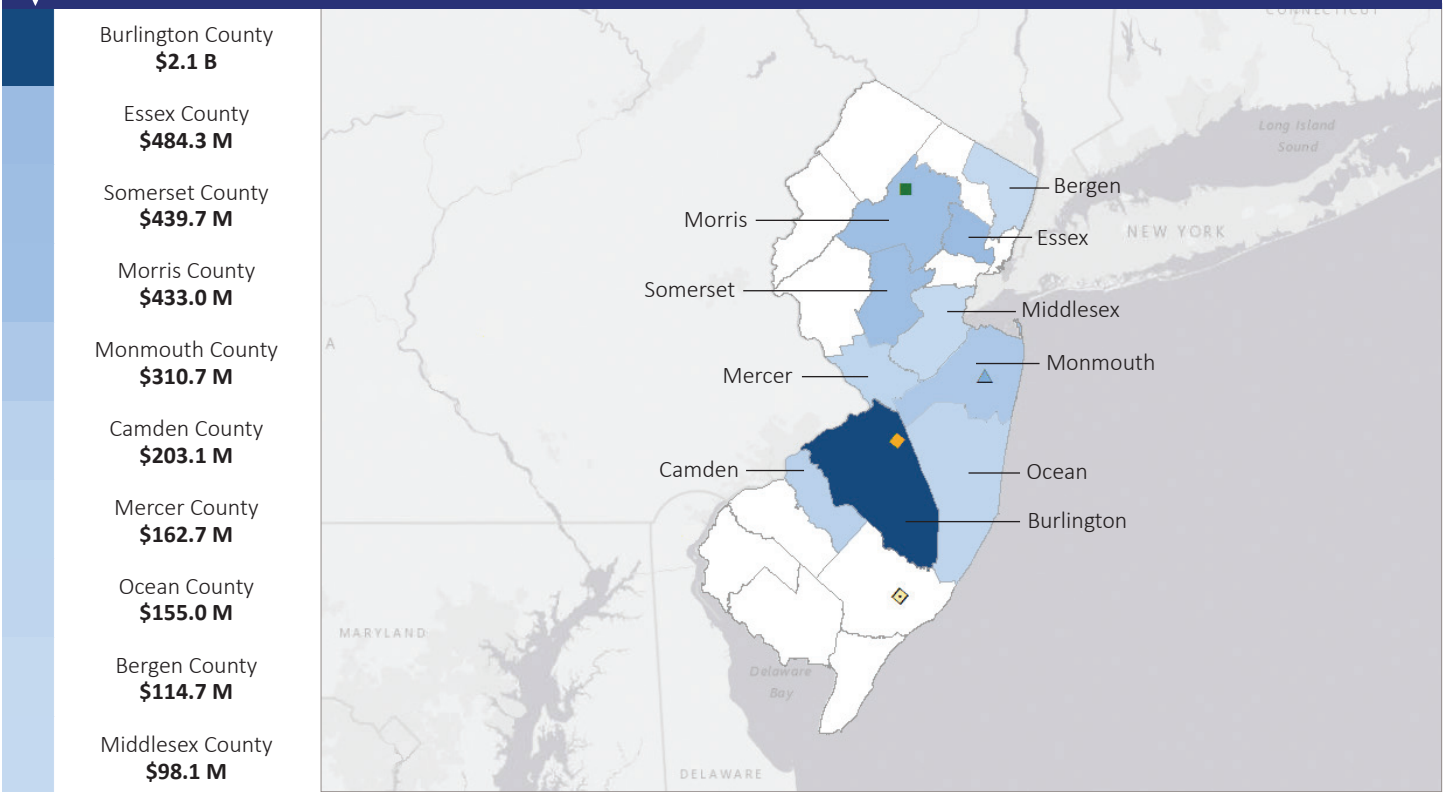 Burlington County
$2.1 B
Essex County
$484.3 M
Somerset County
$439.7 M
Morris County
$433.0 M
Monmouth County
$310.7 M
Camden County
$203.1 M
Mercer County
$162.7 M
Ocean County
$155.0 M
Bergen County
$114.7 M
Middlesex County
$98.1 M
CONNECTICUT
Long Island
Sound
Bergen
Morris
Essex
NEW YORK
Somerset
Middlesex
A
Monmouth
Mercer
Camden
Ocean
Burlington
MARYLAND
Delaware
Bay
DELAWARE